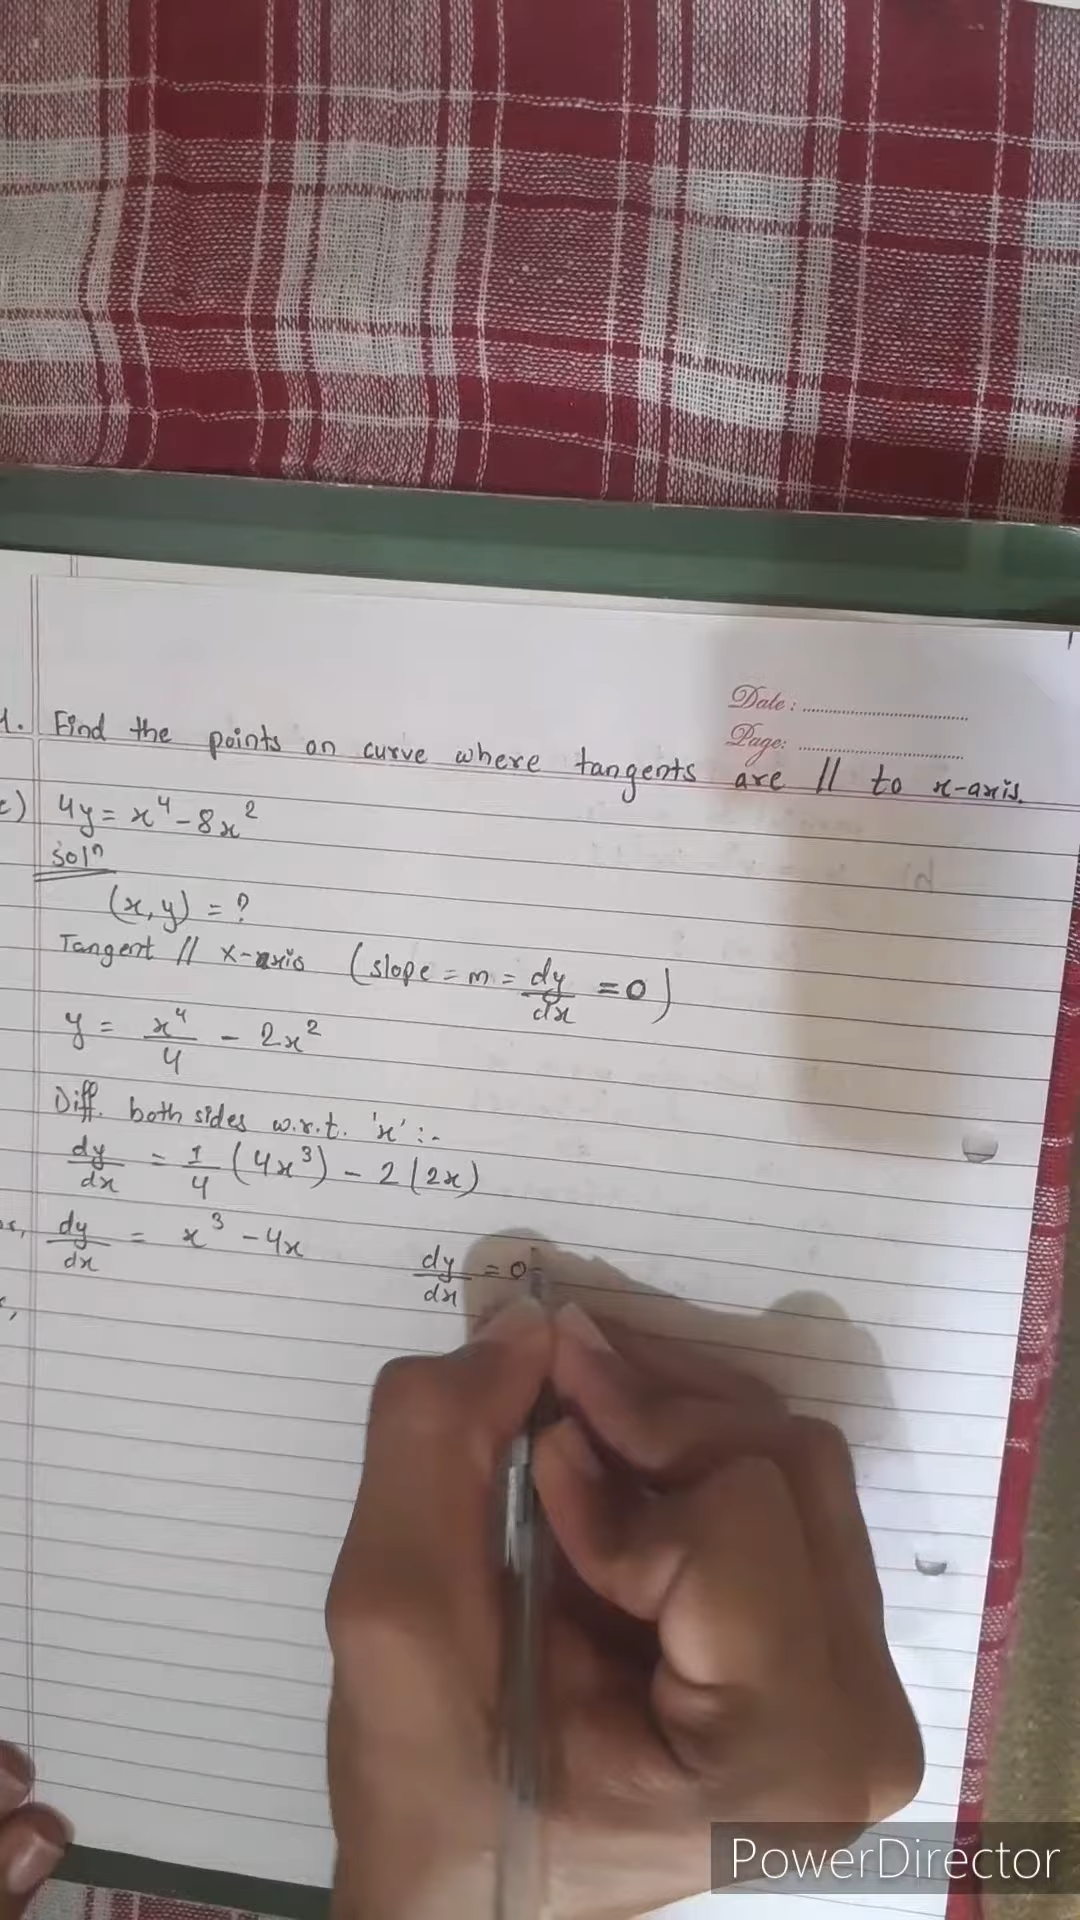 Date: ..........
Page: ..........
1. Find the points on curve where tangents are // to x-axis.
c) 4y = x⁴ - 8x²
Solⁿ
(x, y) = ?
Tangent // x-axis (slope = m = dy/dx = 0)
y = x⁴/4 - 2x²
Diff. both sides w.r.t. 'x' :-
dy/dx = 1/4 (4x³) - 2(2x)
dy/dx = x³ - 4x dy/dx = 0
PowerDirector